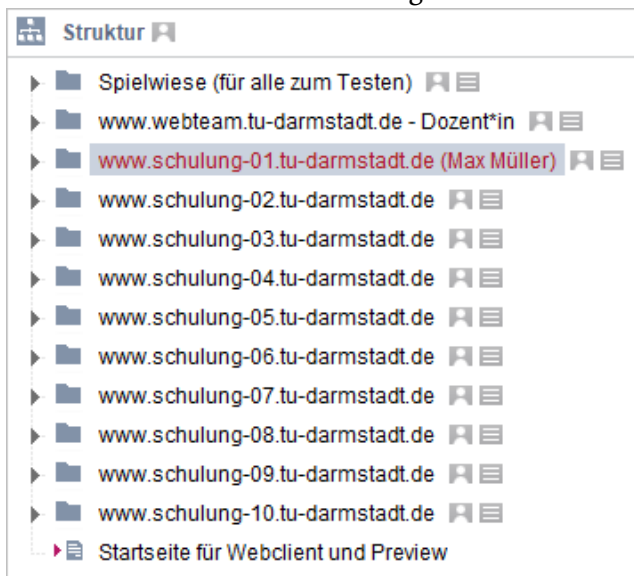 Struktur
Spielwiese (für alle zum Testen)
www.webteam.tu-darmstadt.de - Dozent*in
www.schulung-01.tu-darmstadt.de (Max Müller)
www.schulung-02.tu-darmstadt.de
www.schulung-03.tu-darmstadt.de
www.schulung-04.tu-darmstadt.de
www.schulung-05.tu-darmstadt.de
www.schulung-06.tu-darmstadt.de
www.schulung-07.tu-darmstadt.de
www.schulung-08.tu-darmstadt.de
www.schulung-09.tu-darmstadt.de
www.schulung-10.tu-darmstadt.de
Startseite für Webclient und Preview